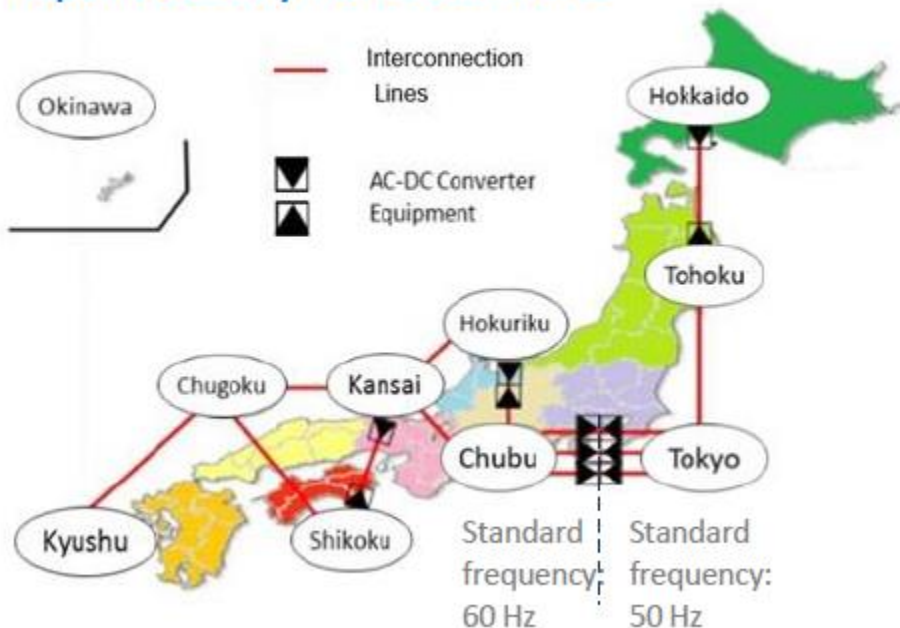 Interconnection
Lines
Okinawa
Hokkaido
AC-DC Converter
Equipment
Tohoku
Hokuriku
Chugoku
Kansai
Chubu
Tokyo
Kyushu
Shikoku
Standard
frequency:
60 Hz
Standard
frequency:
50 Hz